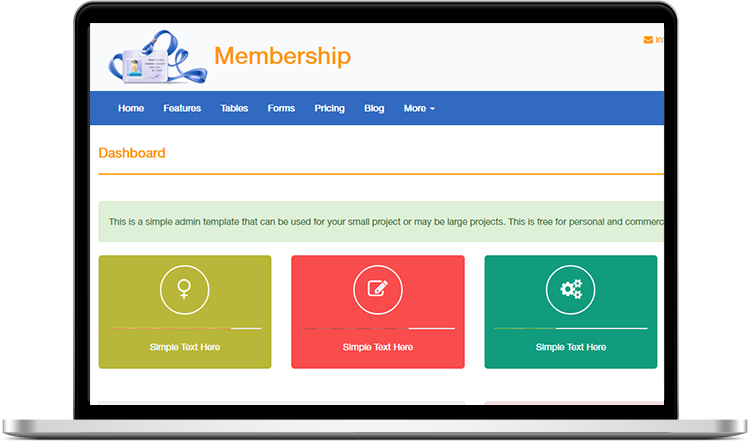 Membership
in
Home Features Tables Forms Pricing Blog More
Dashboard
This is a simple admin template that can be used for your small project or may be large projects. This is free for personal and commerc
Simple Text Here Simple Text Here Simple Text Here